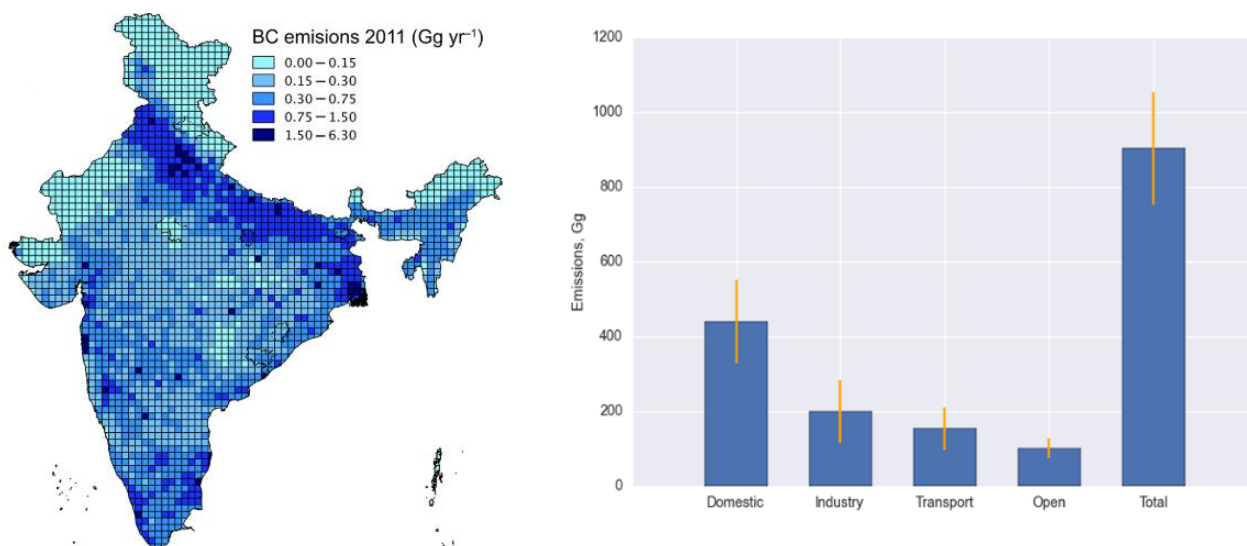 BC emisions 2011 (Gg yr⁻¹)
0.00 – 0.15
0.15 – 0.30
0.30 – 0.75
0.75 – 1.50
1.50 – 6.30
1200
1000
800
600
400
200
0
Emissions, Gg
Domestic
Industry
Transport
Open
Total